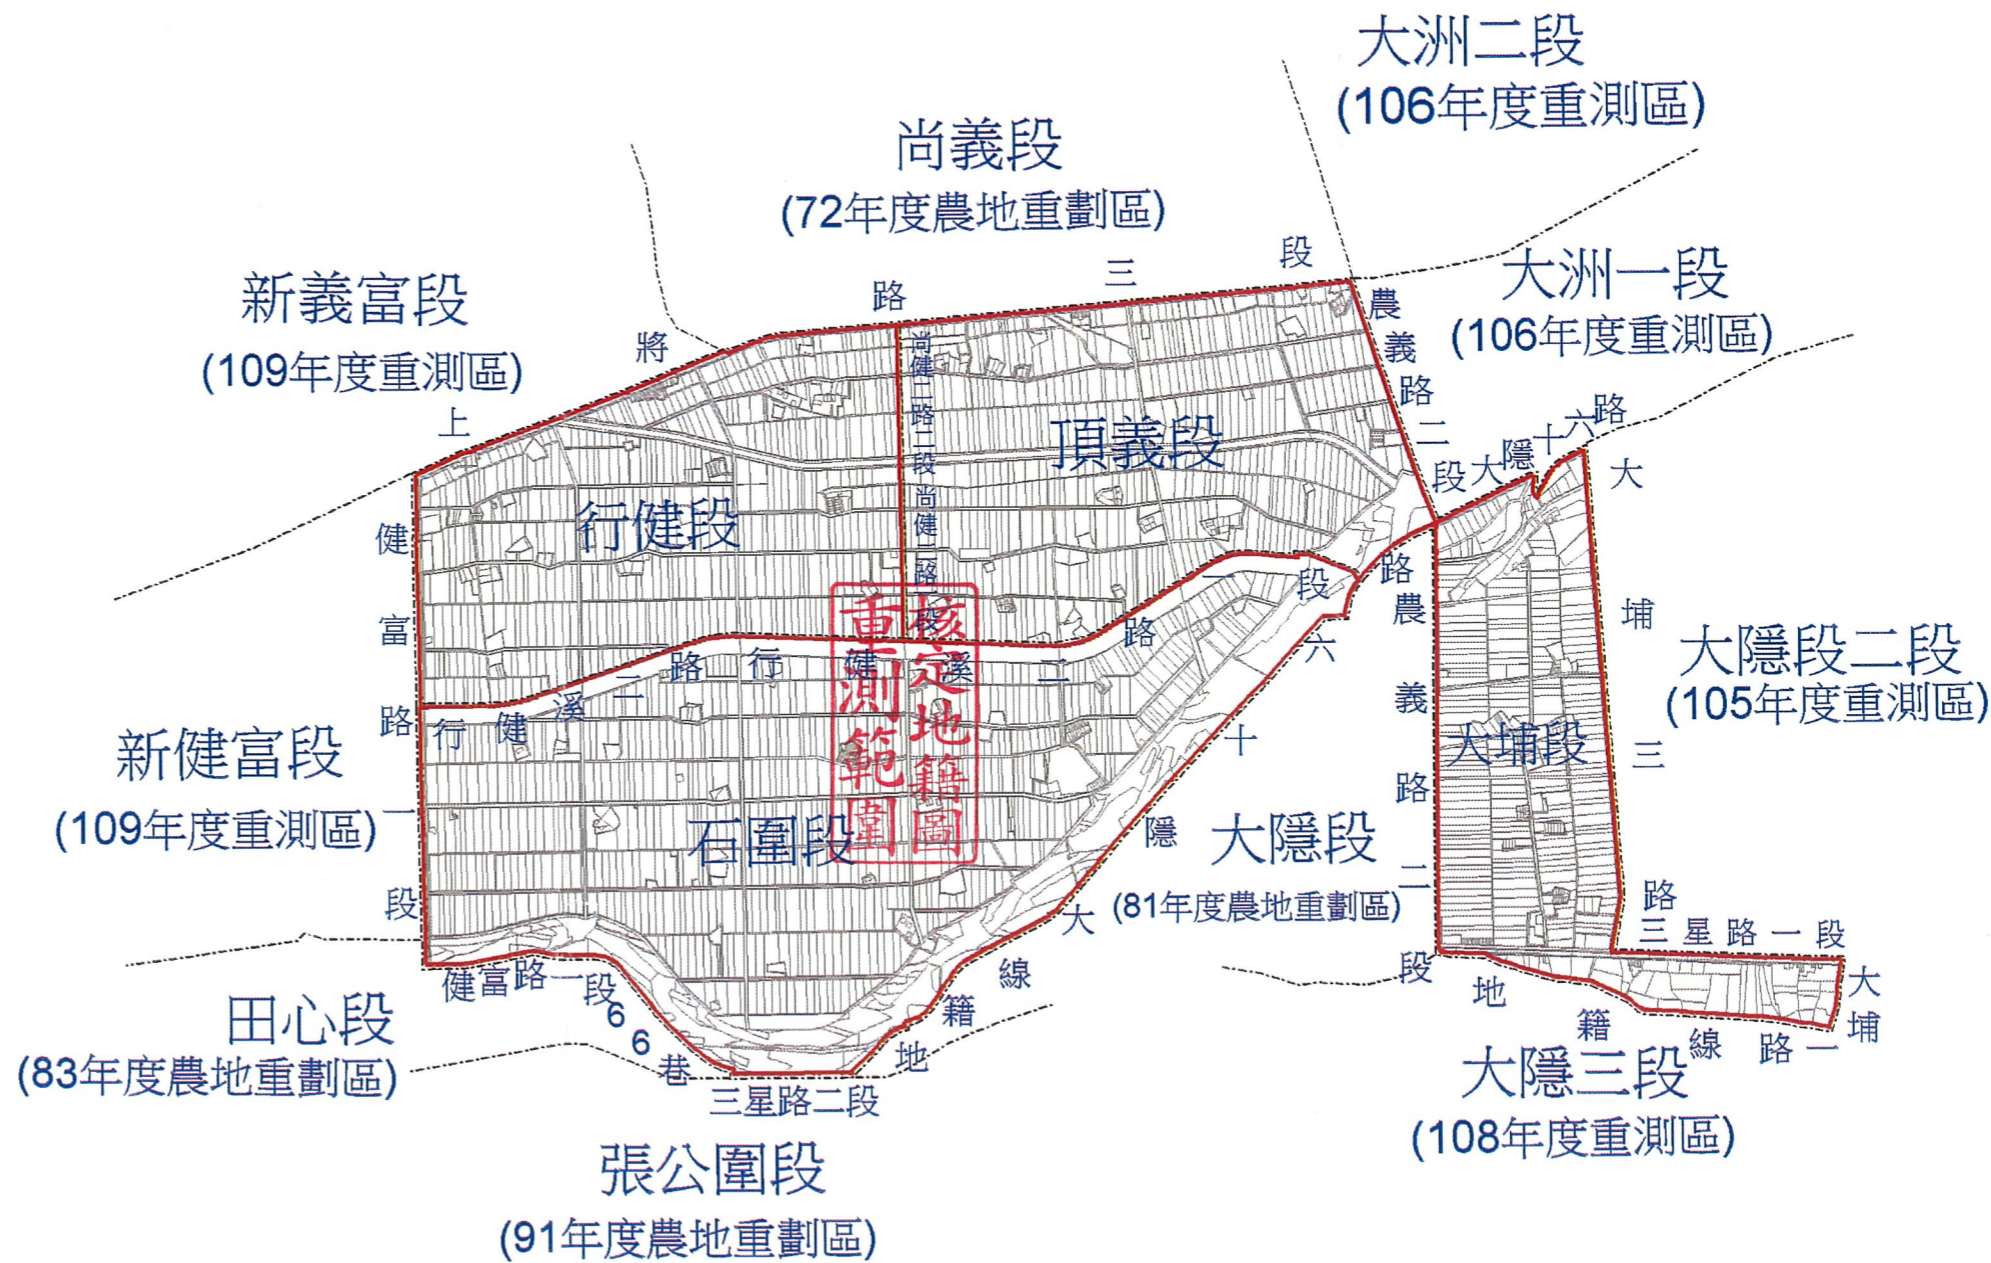 大洲二段
(106年度重測區)
尚義段
(72年度農地重劃區)
大洲一段
(106年度重測區)
新義富段
(109年度重測區)
上將路三段
農義路二段
大隱十六路
尚健二路二段
尚健二路一段
頂義段
行健段
健富路一段
行健溪二路
行健溪二路一段
大埔三路
大隱段二段
(105年度重測區)
大埔段
農義路二段
新健富段
(109年度重測區)
石圍段
核定地籍圖
重測範圍
大隱十六路
大隱段
(81年度農地重劃區)
三星路一段
地籍線
大埔一路
健富路一段66巷
地籍線
三星路二段
田心段
(83年度農地重劃區)
大隱三段
(108年度重測區)
張公圍段
(91年度農地重劃區)